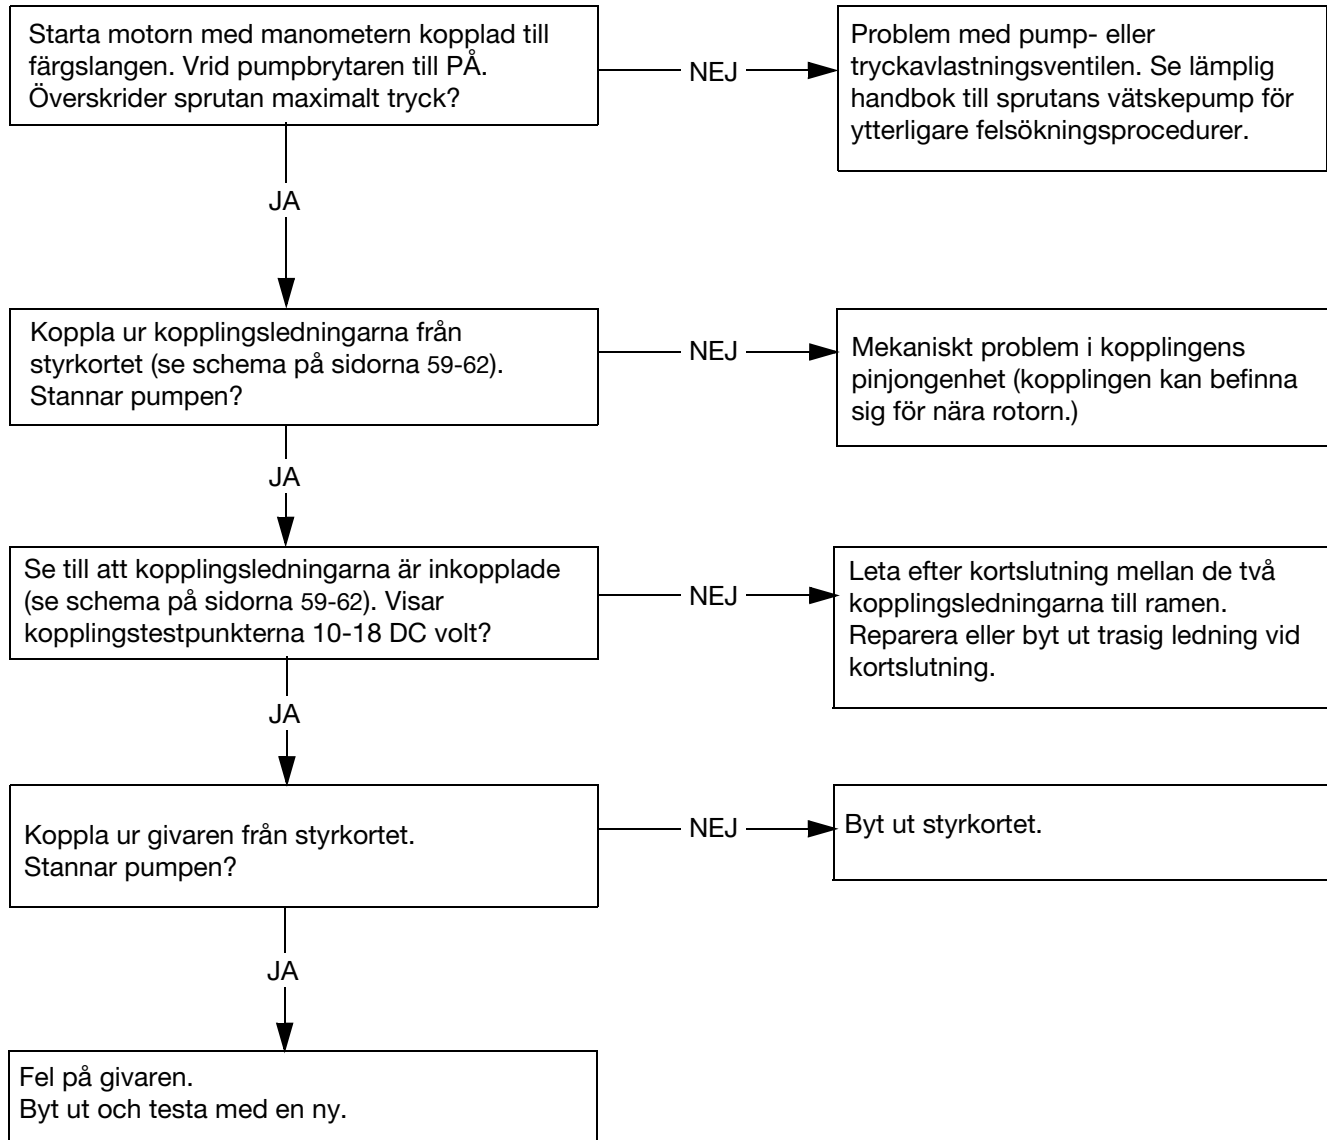 Starta motorn med manometern kopplad till
färgslangen. Vrid pumpbrytaren till PÅ.
Överskrider sprutan maximalt tryck?
NEJ
Problem med pump- eller
tryckavlastningsventilen. Se lämplig
handbok till sprutans vätskepump för
ytterligare felsökningsprocedurer.
JA
Koppla ur kopplingsledningarna från
styrkortet (se schema på sidorna 59-62).
Stannar pumpen?
NEJ
Mekaniskt problem i kopplingens
pinjongenhet (kopplingen kan befinna
sig för nära rotorn.)
JA
Se till att kopplingsledningarna är inkopplade
(se schema på sidorna 59-62). Visar
kopplingstestpunkterna 10-18 DC volt?
NEJ
Leta efter kortslutning mellan de två
kopplingsledningarna till ramen.
Reparera eller byt ut trasig ledning vid
kortslutning.
JA
Koppla ur givaren från styrkortet.
Stannar pumpen?
NEJ
Byt ut styrkortet.
JA
Fel på givaren.
Byt ut och testa med en ny.